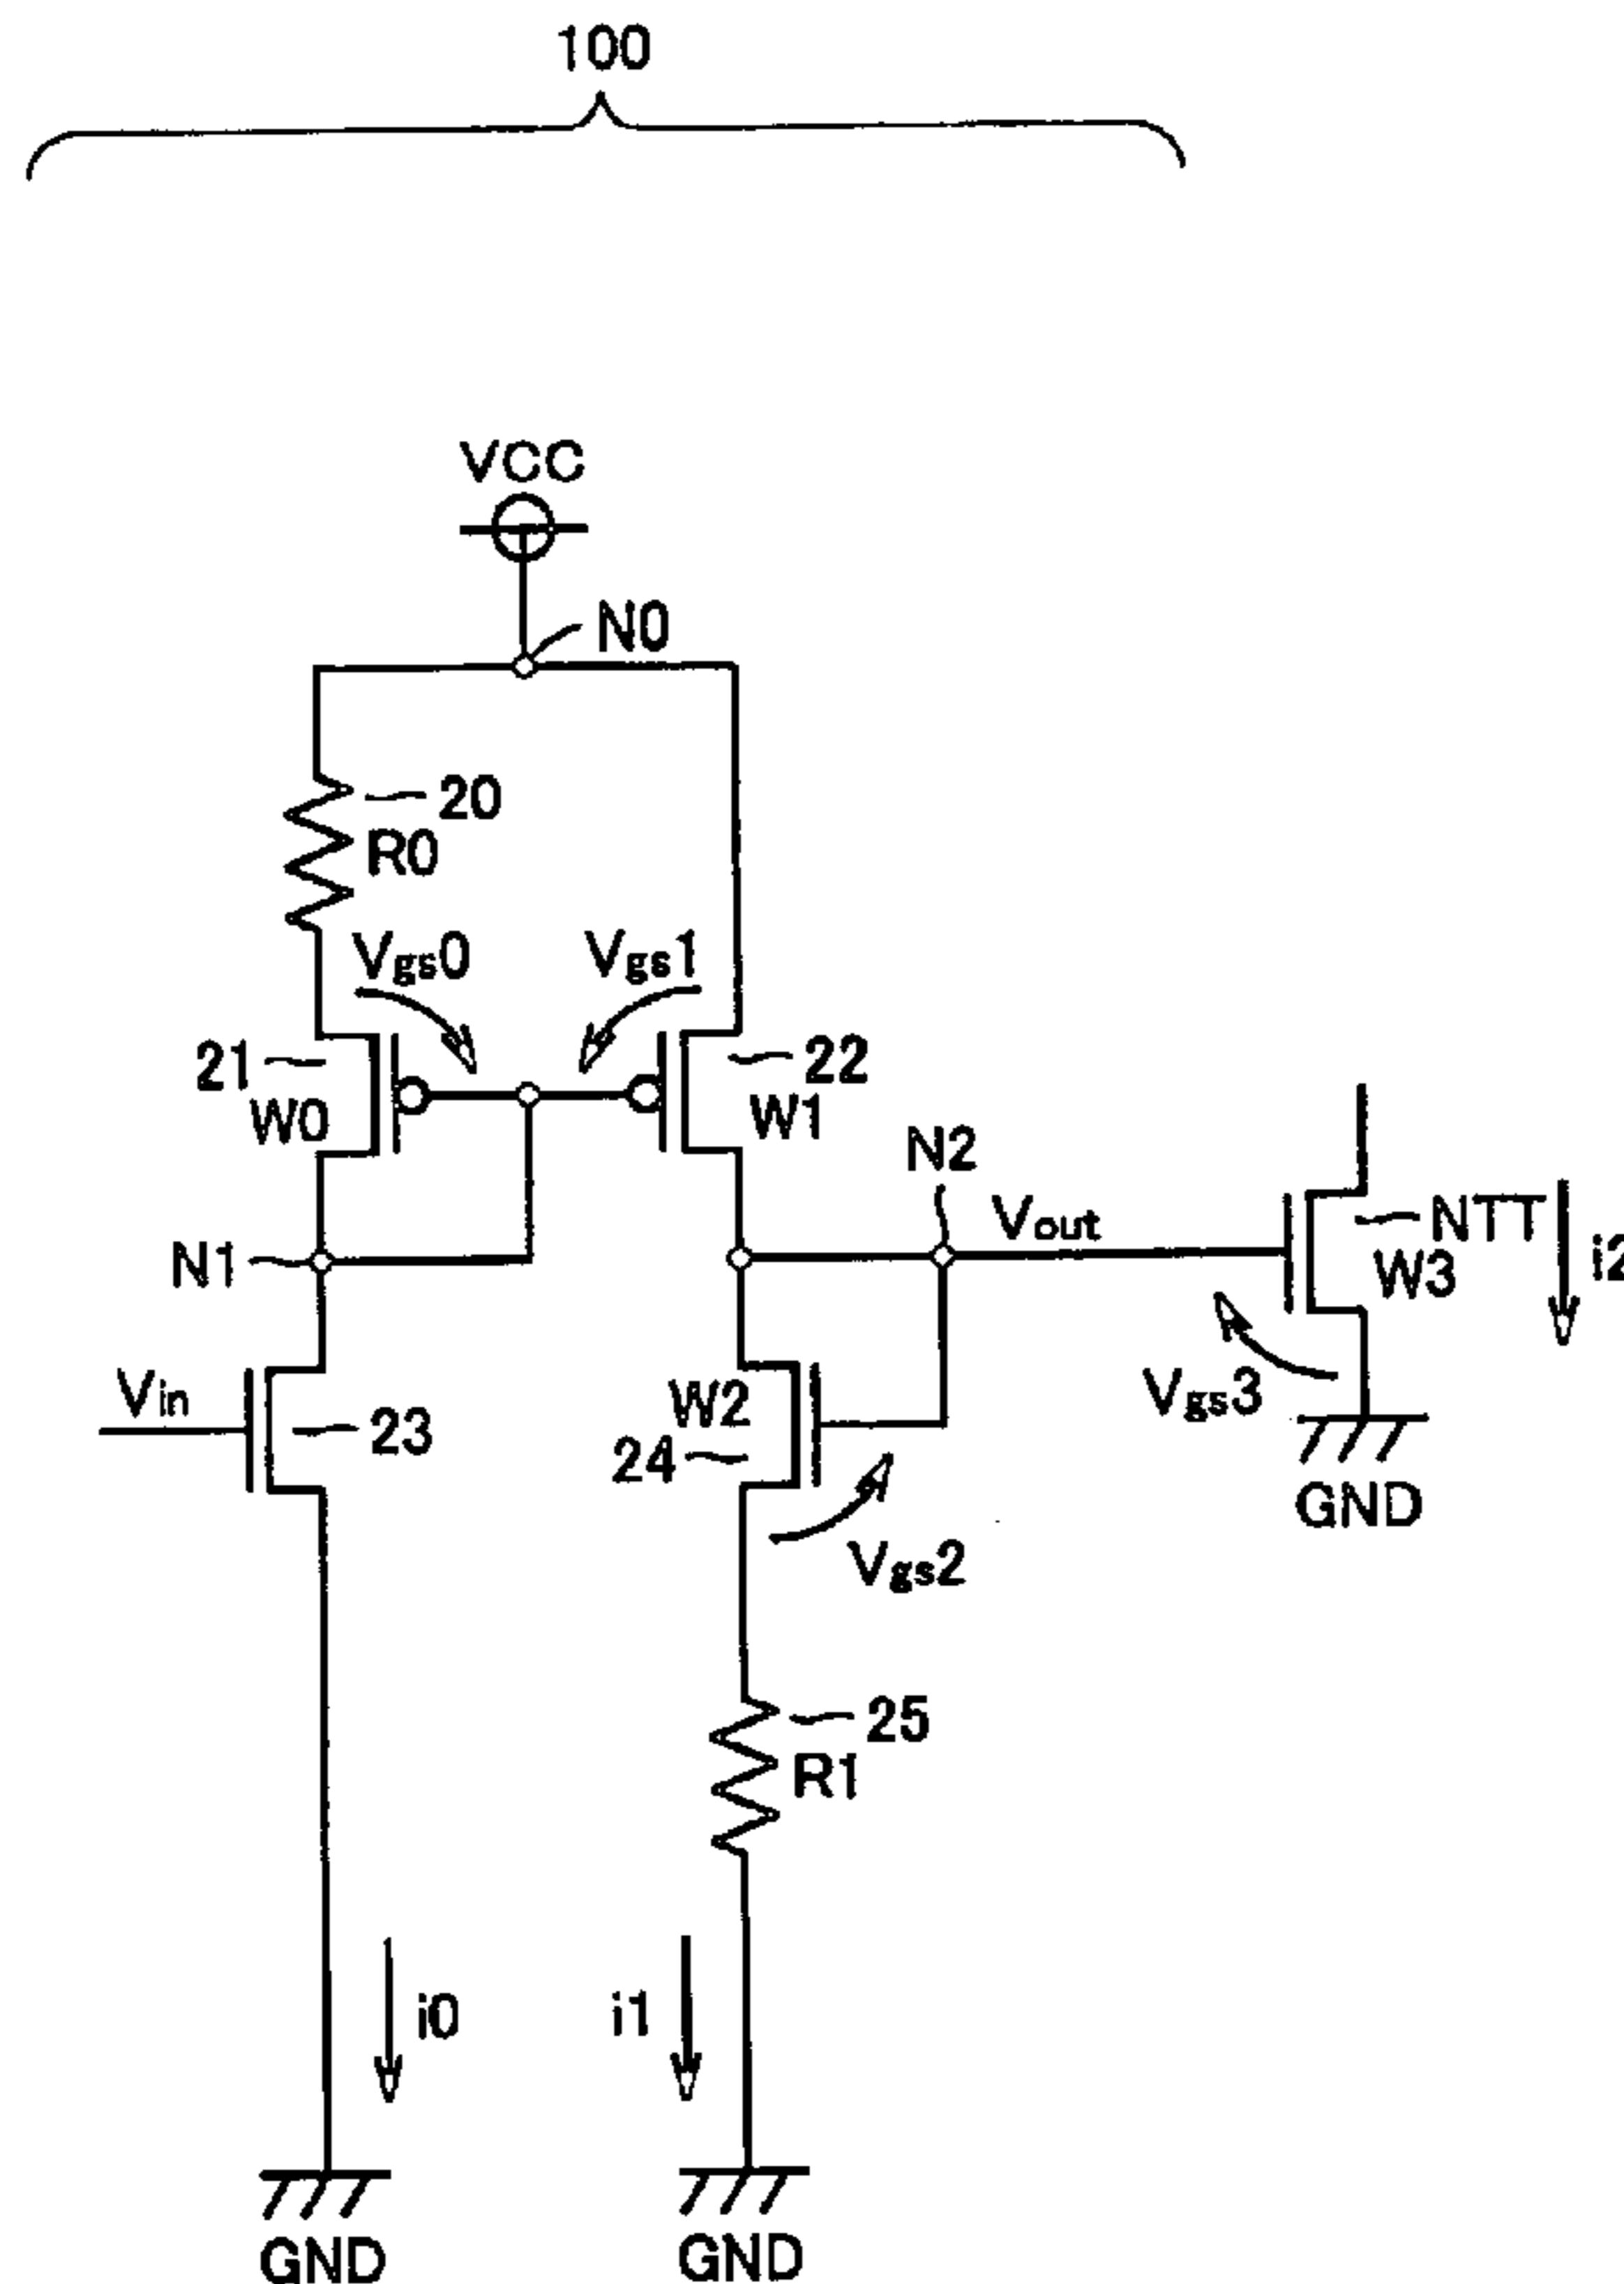 100
VCC
N0
20
R0
Vgs0
Vgs1
21
W0
22
W1
N2
Vout
NTT
W3
i2
N1
Vin
23
W2
24
Vgs3
GND
Vgs2
25
R1
i0
i1
GND
GND